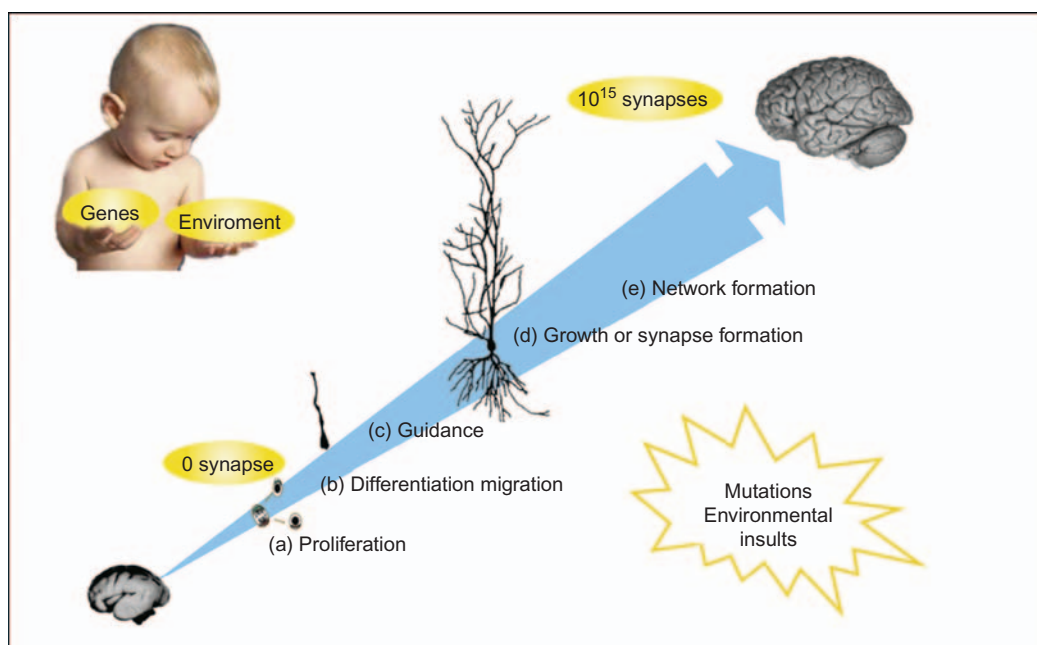 10¹⁵ synapses
Genes
Enviroment
(e) Network formation
(d) Growth or synapse formation
(c) Guidance
0 synapse
(b) Differentiation migration
(a) Proliferation
Mutations
Environmental
insults